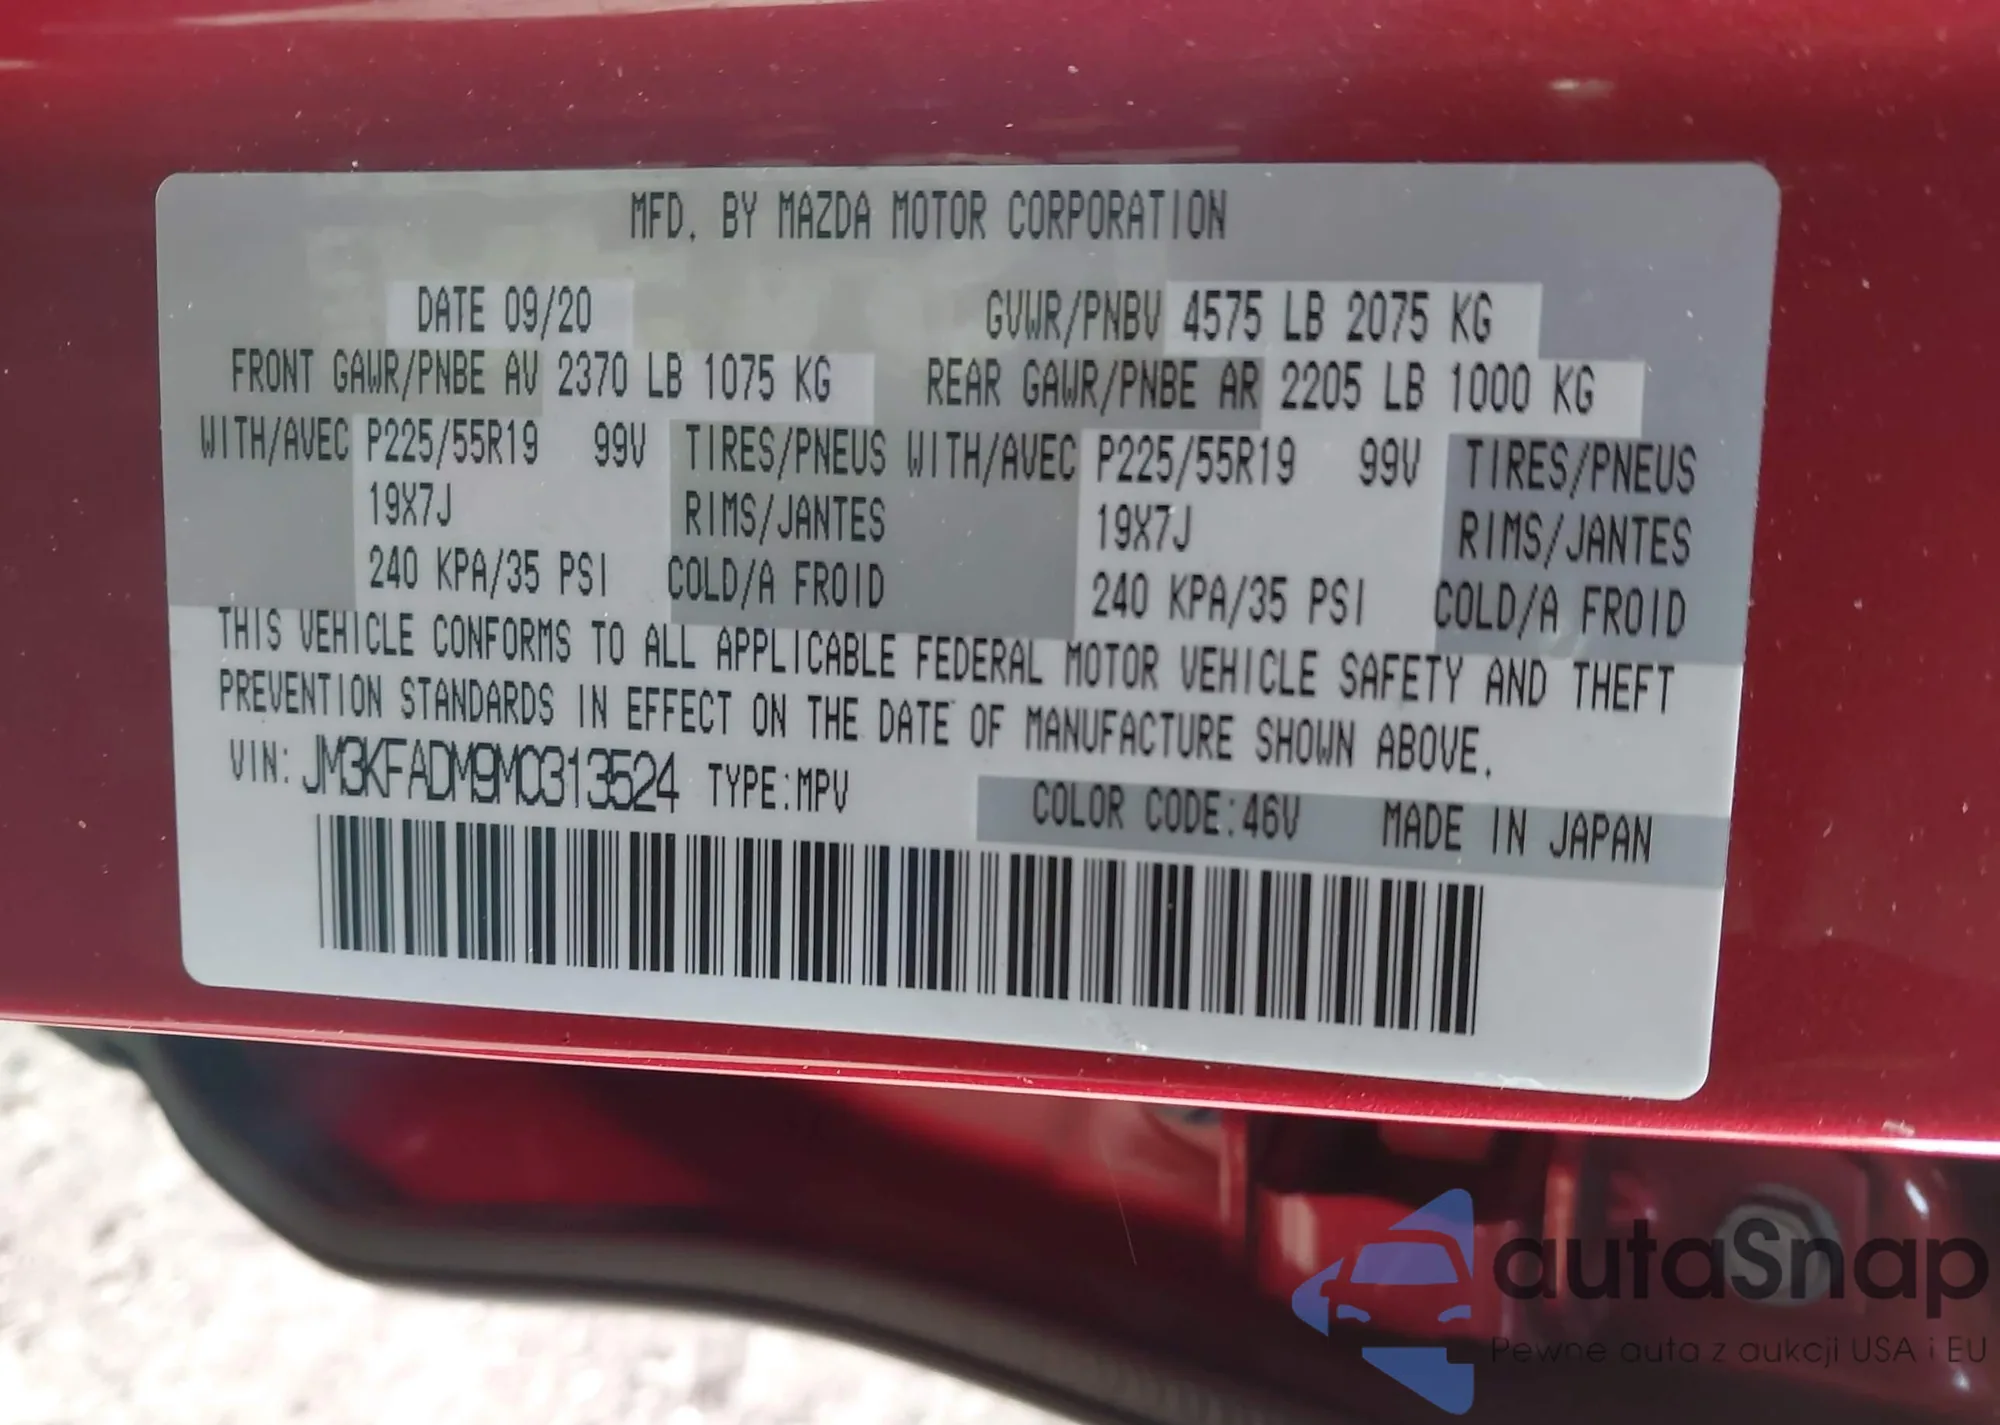 MFD. BY MAZDA MOTOR CORPORATION
DATE 09/20 GVWR/PNBV 4575 LB 2075 KG
FRONT GAWR/PNBE AV 2370 LB 1075 KG REAR GAWR/PNBE AR 2205 LB 1000 KG
WITH/AVEC P225/55R19 99V TIRES/PNEUS WITH/AVEC P225/55R19 99V TIRES/PNEUS
19X7J RIMS/JANTES 19X7J RIMS/JANTES
240 KPA/35 PSI COLD/A FROID 240 KPA/35 PSI COLD/A FROID
THIS VEHICLE CONFORMS TO ALL APPLICABLE FEDERAL MOTOR VEHICLE SAFETY AND THEFT
PREVENTION STANDARDS IN EFFECT ON THE DATE OF MANUFACTURE SHOWN ABOVE.
VIN: JM3KFADM9M0313524 TYPE:MPV
COLOR CODE:46V MADE IN JAPAN
autaSnap
Pewne auta z aukcji USA i EU